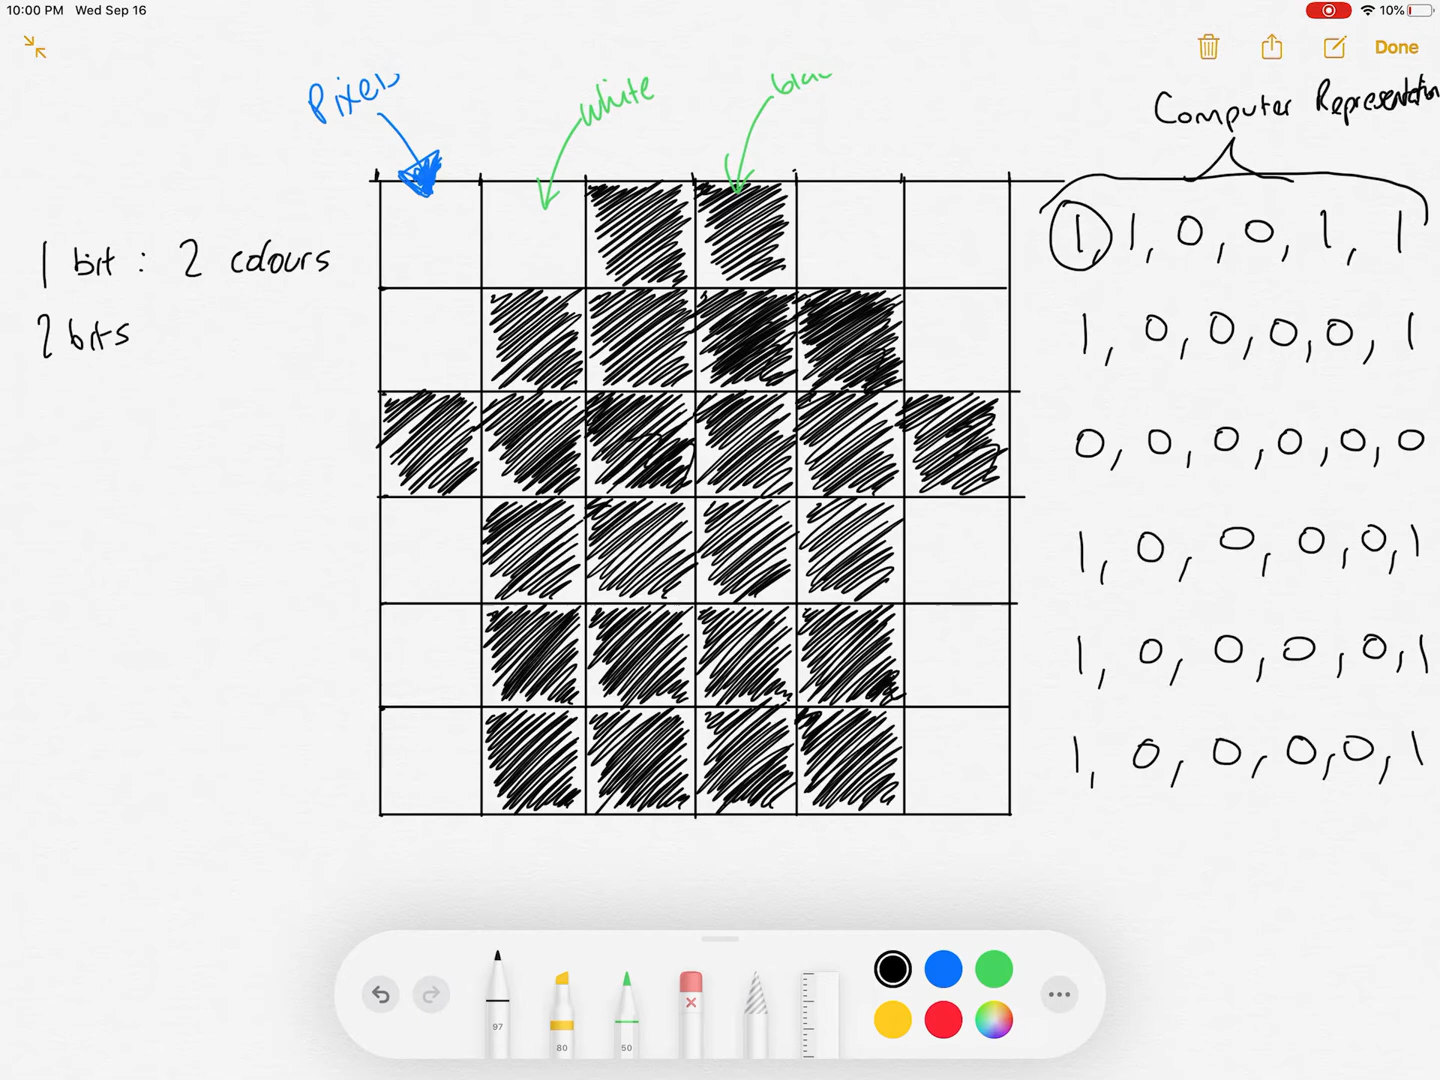 10:00 PM Wed Sep 16
10%
Done
Pixels
white
Computer Representation
1 bit : 2 colours
2 bits
1, 1, 0, 0, 1, 1
1, 0, 0, 0, 0, 1
0, 0, 0, 0, 0, 0
1, 0, 0, 0, 0, 1
1, 0, 0, 0, 0, 1
1, 0, 0, 0, 0, 1
97
80
50